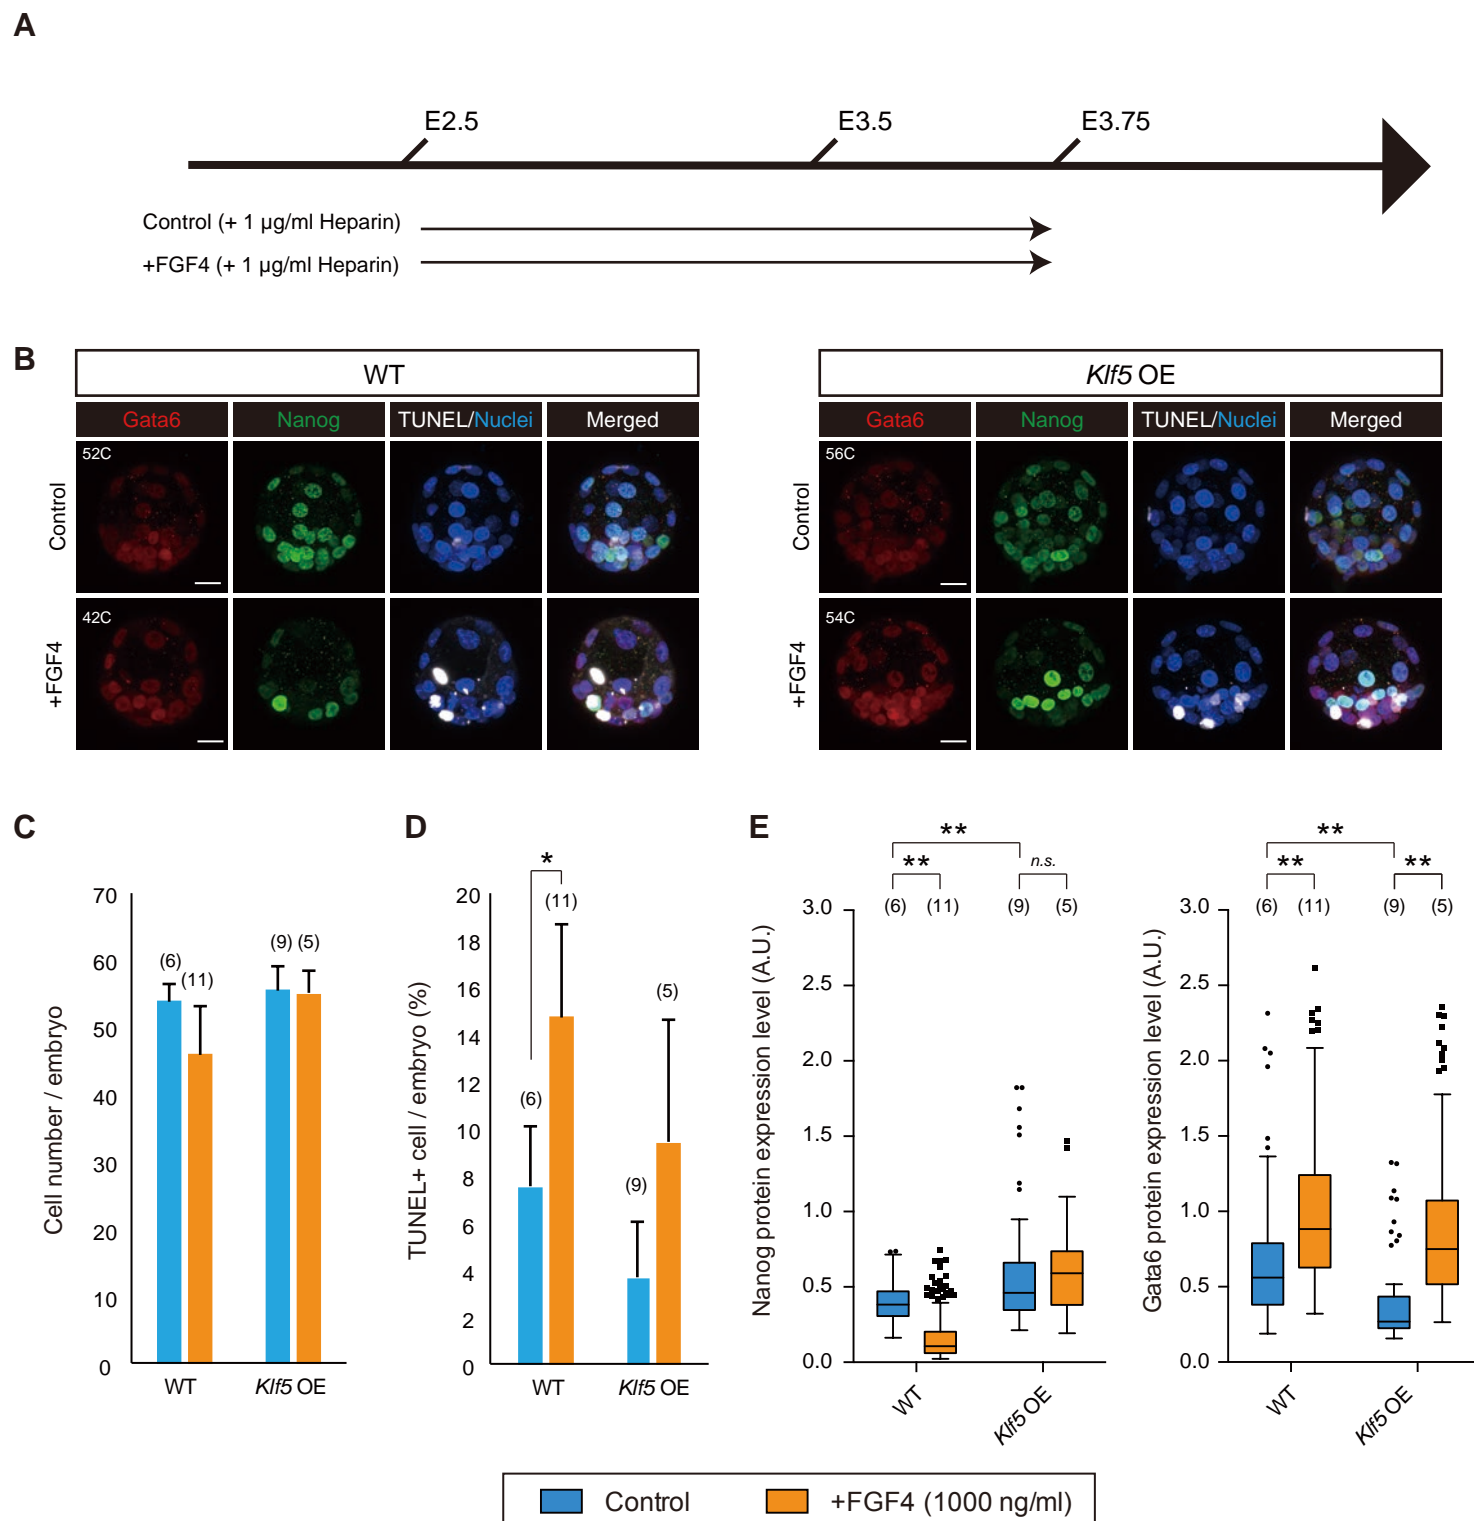 A
E2.5
E3.5
E3.75
Control (+ 1 μg/ml Heparin)
+FGF4 (+ 1 μg/ml Heparin)
B
WT
Klf5 OE
Gata6
Nanog
TUNEL/Nuclei
Merged
Gata6
Nanog
TUNEL/Nuclei
Merged
Control
52C
Control
56C
+FGF4
42C
+FGF4
54C
C
Cell number / embryo
70
60
50
40
30
20
10
0
(6)
(11)
(9)
(5)
WT
Klf5 OE
D
TUNEL+ cell / embryo (%)
20
18
16
14
12
10
8
6
4
2
0
*
(6)
(11)
(9)
(5)
WT
Klf5 OE
E
Nanog protein expression level (A.U.)
**
**
n.s.
(6)
(11)
(9)
(5)
3.0
2.5
2.0
1.5
1.0
0.5
0.0
WT
Klf5 OE
Gata6 protein expression level (A.U.)
**
**
**
(6)
(11)
(9)
(5)
3.0
2.5
2.0
1.5
1.0
0.5
0.0
WT
Klf5 OE
Control
+FGF4 (1000 ng/ml)